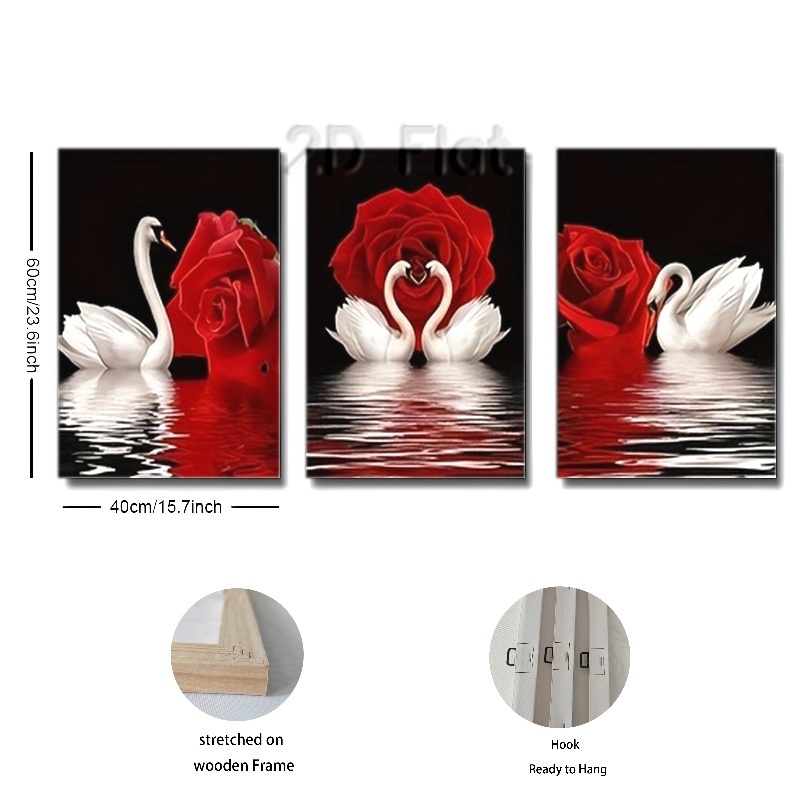 2D Flat
60cm/23.6inch
40cm/15.7inch
stretched on
wooden Frame
Hook
Ready to Hang